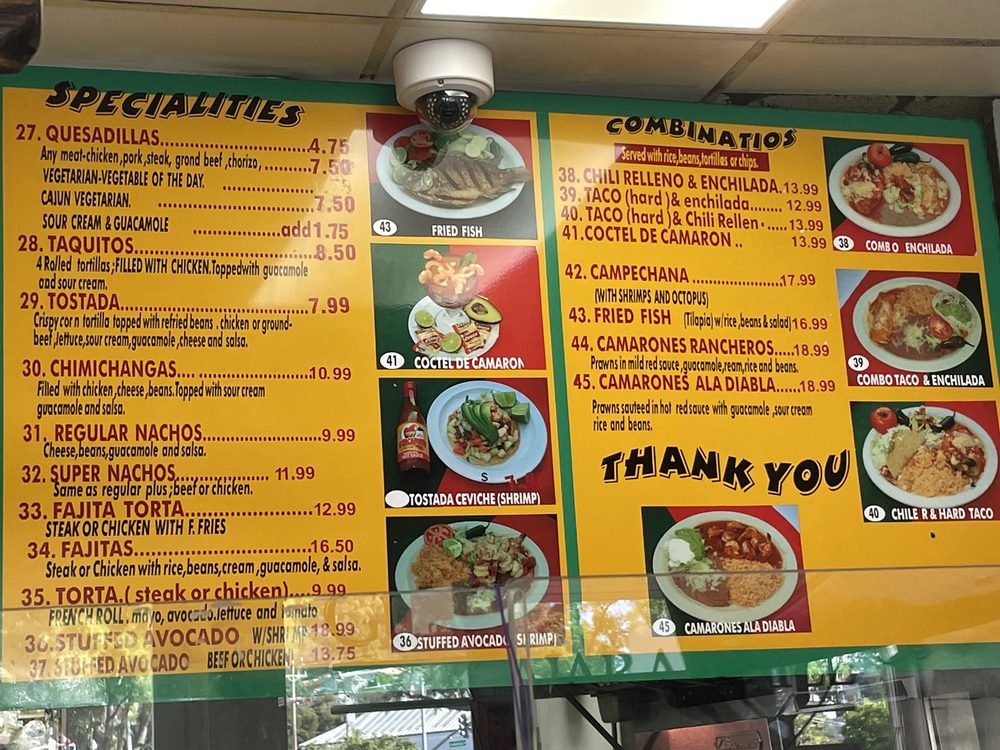 SPECIALITIES
27. QUESADILLAS..............................4.75
Any meat-chicken,pork,steak, grond beef ,chorizo, ............7.50
VEGETARIAN-VEGETABLE OF THE DAY. .....................
CAJUN VEGETARIAN. ...........................7.50
SOUR CREAM & GUACAMOLE ....................add1.75
28. TAQUITOS.................................8.50
4 Rolled tortillas ;FILLED WITH CHICKEN.Toppedwith guacamole
and sour cream.
29. TOSTADA..................................7.99
Crispy corn tortilla topped with refried beans . chicken or ground-
beef ,lettuce,sour cream,guacamole ,cheese and salsa.
30. CHIMICHANGAS.... ......................10.99
Filled with chicken,cheese ,beans.Topped with sour cream
guacamole and salsa.
31. REGULAR NACHOS.......................9.99
Cheese,beans,guacamole and salsa.
32. SUPER NACHOS.................. 11.99
Same as regular plus ;beef or chicken.
33. FAJITA TORTA........................12.99
STEAK OR CHICKEN WITH F. FRIES
34. FAJITAS.................................16.50
Steak or Chicken with rice,beans,cream ,guacamole, & salsa.
35. TORTA.( steak or chicken)....9.99
FRENCH ROLL . mayo, avocado.lettuce and tomato
36.STUFFED AVOCADO W/SHRIMP 18.99
37. STUFFED AVOCADO BEEF OR CHICKEN 13.75
43 FRIED FISH
41 COCTEL DE CAMARON
TOSTADA CEVICHE (SHRIMP)
36 STUFFED AVOCADO SHRIMP)
COMBINATIOS
Served with rice,beans,tortillas or chips.
38. CHILI RELLENO & ENCHILADA.13.99
39. TACO (hard )& enchilada........ 12.99
40. TACO (hard )& Chili Rellen......13.99
41.COCTEL DE CAMARON .. 13.99
42. CAMPECHANA ........................17.99
(WITH SHRIMPS AND OCTOPUS)
43. FRIED FISH (Tilapia) w/rice ,beans & salad)16.99
44. CAMARONES RANCHEROS.....18.99
Prawns in mild red sauce ,guacamole,ream,rice and beans.
45. CAMARONES ALA DIABLA......18.99
Prawns sauteed in hot red sauce with guacamole ,sour cream
rice and beans.
THANK YOU
38 COMBO ENCHILADA
39 COMBO TACO & ENCHILADA
40 CHILE R & HARD TACO
45 CAMARONES ALA DIABLA